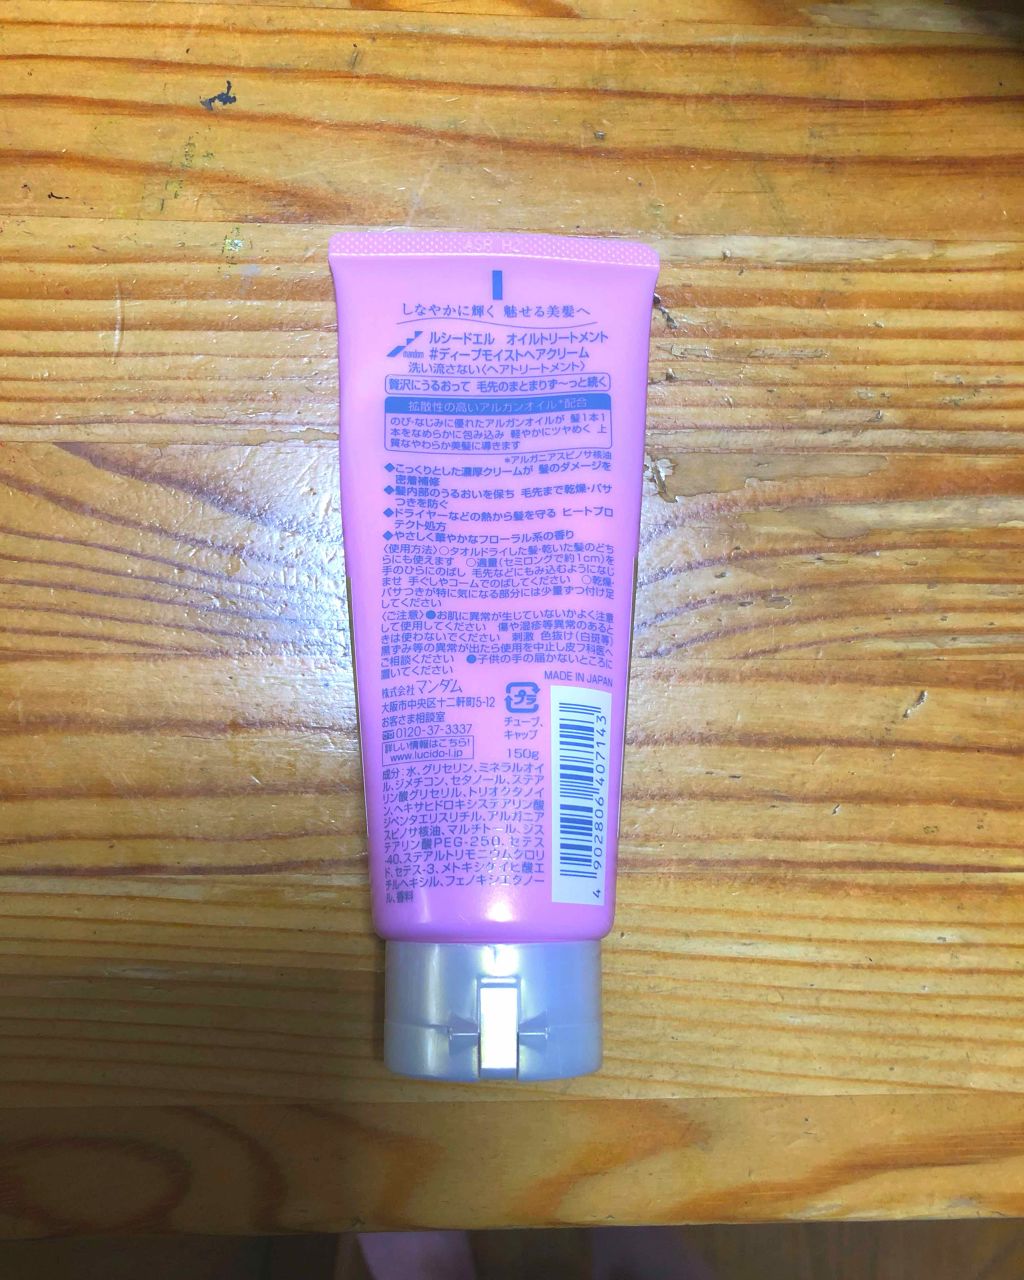 ASR H2
しなやかに輝く 魅せる美髪へ
mandom
ルシードエル オイルトリートメント
#ディープモイストヘアクリーム
洗い流さない〈ヘアトリートメント〉
贅沢にうるおって 毛先のまとまりず〜っと続く
拡散性の高いアルガンオイル*配合
のび・なじみに優れたアルガンオイルが 髪1本1
本をなめらかに包み込み 軽やかにツヤめく 上
質なやわらか美髪に導きます
*アルガニアスピノサ核油
◆こっくりとした濃厚クリームが 髪のダメージを
密着補修
◆髪内部のうるおいを保ち 毛先まで乾燥・パサ
つきを防ぐ
◆ドライヤーなどの熱から髪を守る ヒートプロ
テクト処方
◆やさしく華やかなフローラル系の香り
〈使用方法〉○タオルドライした髪・乾いた髪のどち
らにも使えます ○適量(セミロングで約1cm)を
手のひらにのばし 毛先などにもみ込むようになじ
ませ 手ぐしやコームでのばしてください ○乾燥・
パサつきが特に気になる部分には少量ずつ付け足
してください
〈ご注意〉●お肌に異常が生じていないかよく注意
して使用してください 傷や湿疹等異常のあると
きは使わないでください 刺激 色抜け(白斑等)
黒ずみ等の異常が出たら使用を中止し皮フ科医へ
ご相談ください ●子供の手の届かないところに
置いてください
MADE IN JAPAN
株式会社 マンダム
大阪市中央区十二軒町5-12
お客さま相談室
0120-37-3337
詳しい情報はこちら!
www.lucido-l.jp
プラ
チューブ、
キャップ
150g
成分:水、グリセリン、ミネラルオイ
ル、ジメチコン、セタノール、ステア
リン酸グリセリル、トリオクタノイ
ン、ヘキサヒドロキシステアリン酸
ジペンタエリスリチル、アルガニア
スピノサ核油、マルチトール、ジス
テアリン酸PEG-250、セテス
-40、ステアルトリモニウムクロリ
ド、セテス-3、メトキシケイヒ酸エ
チルヘキシル、フェノキシエタノー
ル、香料
4 902806 407143